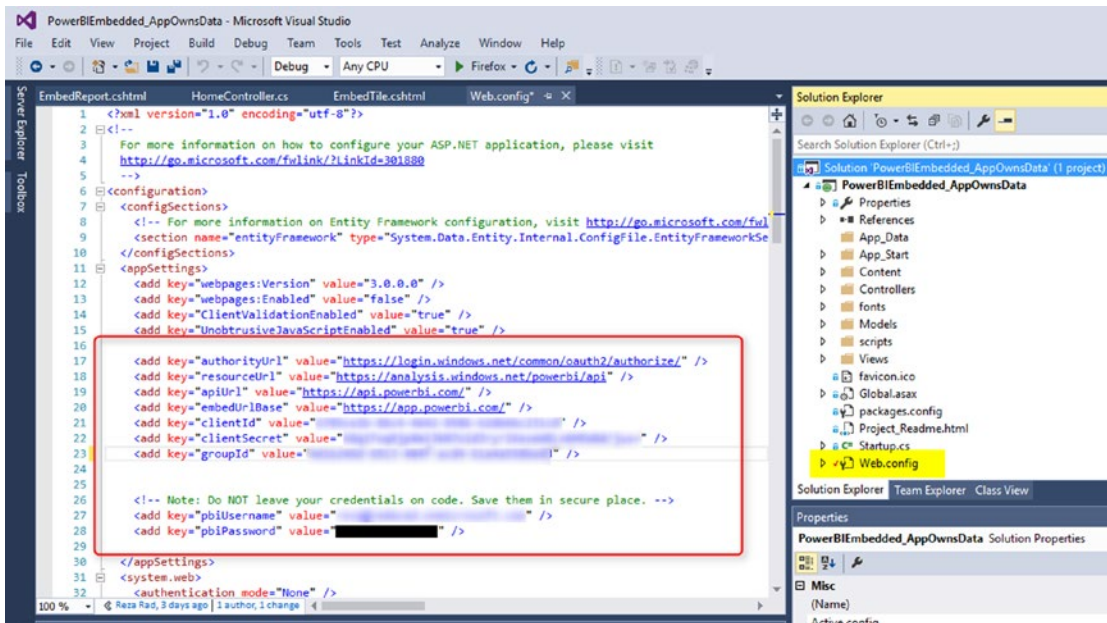 PowerBIEmbedded_AppOwnsData - Microsoft Visual Studio
File Edit View Project Build Debug Team Tools Test Analyze Window Help
Debug Any CPU Firefox
Server Explorer
Toolbox
EmbedReport.cshtml HomeController.cs EmbedTile.cshtml Web.config*
1 <?xml version="1.0" encoding="utf-8"?>
2 <!--
3 For more information on how to configure your ASP.NET application, please visit
4 http://go.microsoft.com/fwlink/?LinkId=301880
5 -->
6 <configuration>
7 <configSections>
8 <!-- For more information on Entity Framework configuration, visit http://go.microsoft.com/fwl
9 <section name="entityFramework" type="System.Data.Entity.Internal.ConfigFile.EntityFrameworkSe
10 </configSections>
11 <appSettings>
12 <add key="webpages:Version" value="3.0.0.0" />
13 <add key="webpages:Enabled" value="false" />
14 <add key="ClientValidationEnabled" value="true" />
15 <add key="UnobtrusiveJavaScriptEnabled" value="true" />
16
17 <add key="authorityUrl" value="https://login.windows.net/common/oauth2/authorize/" />
18 <add key="resourceUrl" value="https://analysis.windows.net/powerbi/api" />
19 <add key="apiUrl" value="https://api.powerbi.com/" />
20 <add key="embedUrlBase" value="https://app.powerbi.com/" />
21 <add key="clientId" value=" " />
22 <add key="clientSecret" value=" " />
23 <add key="groupId" value=" " />
24
25
26 <!-- Note: Do NOT leave your credentials on code. Save them in secure place. -->
27 <add key="pbiUsername" value=" " />
28 <add key="pbiPassword" value=" " />
29
30 </appSettings>
31 <system.web>
32 <authentication mode="None" />
100 % Reza Rad, 3 days ago | 1 author, 1 change
Solution Explorer
Search Solution Explorer (Ctrl+;)
Solution 'PowerBIEmbedded_AppOwnsData' (1 project)
PowerBIEmbedded_AppOwnsData
Properties
References
App_Data
App_Start
Content
Controllers
fonts
Models
scripts
Views
favicon.ico
Global.asax
packages.config
Project_Readme.html
Startup.cs
Web.config
Solution Explorer Team Explorer Class View
Properties
PowerBIEmbedded_AppOwnsData Solution Properties
Misc
(Name)
Active config